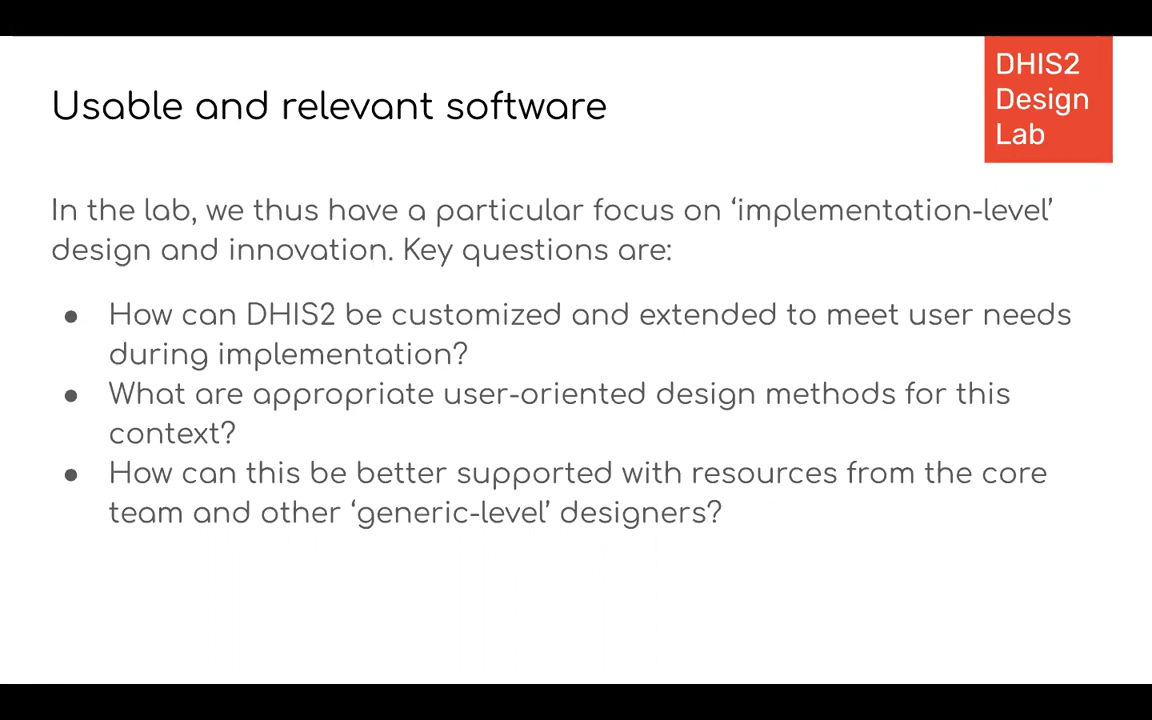 DHIS2
Design
Lab
Usable and relevant software
In the lab, we thus have a particular focus on ‘implementation-level’
design and innovation. Key questions are:
● How can DHIS2 be customized and extended to meet user needs
during implementation?
● What are appropriate user-oriented design methods for this
context?
● How can this be better supported with resources from the core
team and other ‘generic-level’ designers?